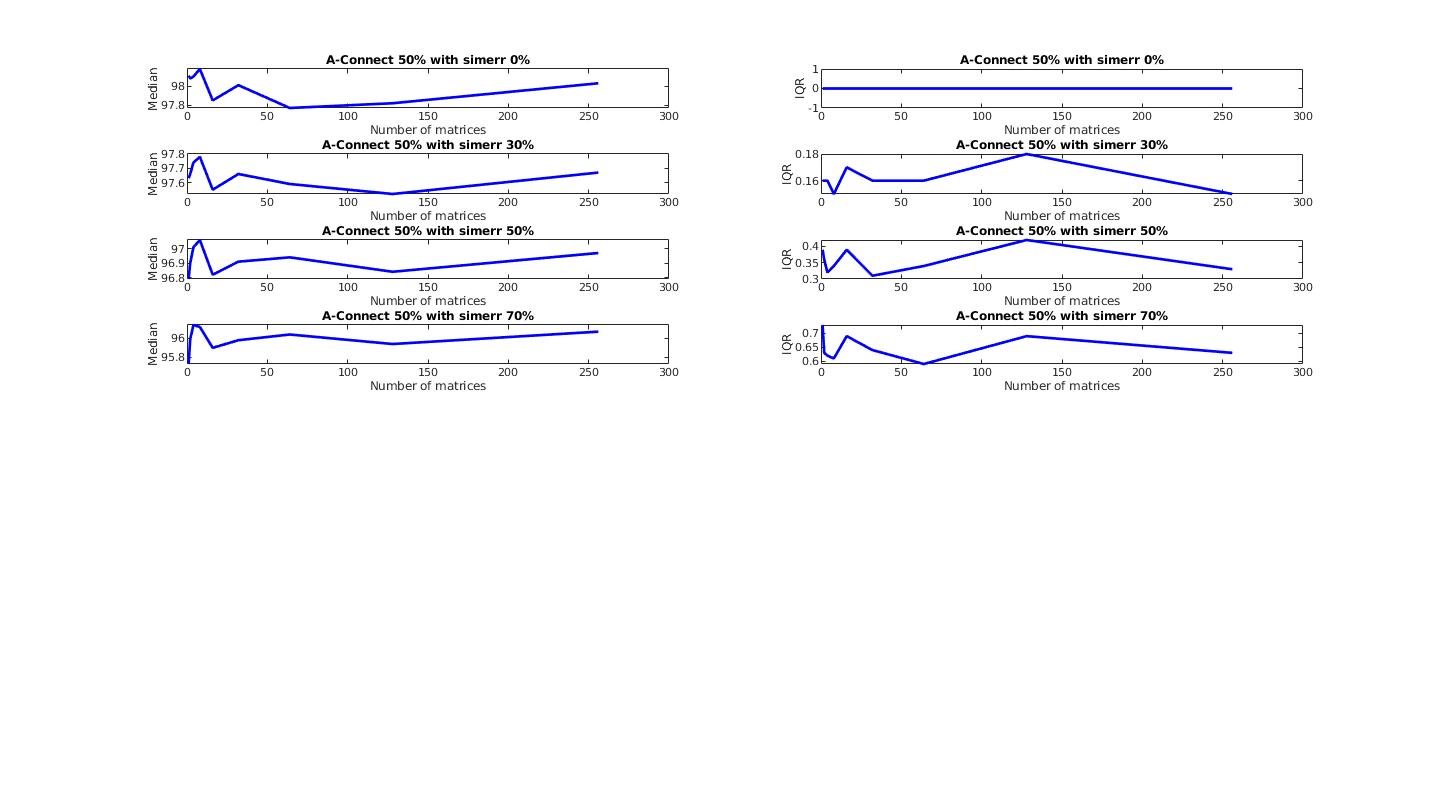 A-Connect 50% with simerr 0%
Median
98
97.8
0 50 100 150 200 250 300
Number of matrices
A-Connect 50% with simerr 0%
IQR
1
0
-1
0 50 100 150 200 250 300
Number of matrices
A-Connect 50% with simerr 30%
Median
97.8
97.7
97.6
0 50 100 150 200 250 300
Number of matrices
A-Connect 50% with simerr 30%
IQR
0.18
0.16
0 50 100 150 200 250 300
Number of matrices
A-Connect 50% with simerr 50%
Median
97
96.9
96.8
0 50 100 150 200 250 300
Number of matrices
A-Connect 50% with simerr 50%
IQR
0.4
0.35
0.3
0 50 100 150 200 250 300
Number of matrices
A-Connect 50% with simerr 70%
Median
96
95.8
0 50 100 150 200 250 300
Number of matrices
A-Connect 50% with simerr 70%
IQR
0.7
0.65
0.6
0 50 100 150 200 250 300
Number of matrices